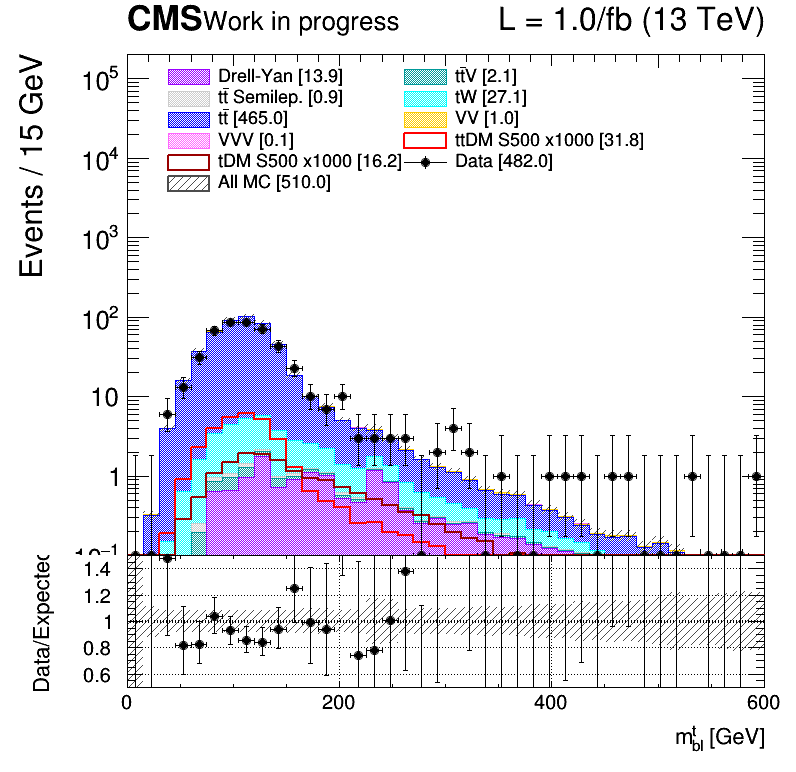 CMS Work in progress L = 1.0/fb (13 TeV)
Events / 15 GeV
Drell-Yan [13.9] tt̄V [2.1]
tt̄ Semilep. [0.9] tW [27.1]
tt̄ [465.0] VV [1.0]
VVV [0.1] ttDM S500 x1000 [31.8]
tDM S500 x1000 [16.2] Data [482.0]
All MC [510.0]
10⁵
10⁴
10³
10²
10
1
10⁻¹
Data/Expected
1.4
1.2
1
0.8
0.6
0 200 400 600
m^t_bl [GeV]